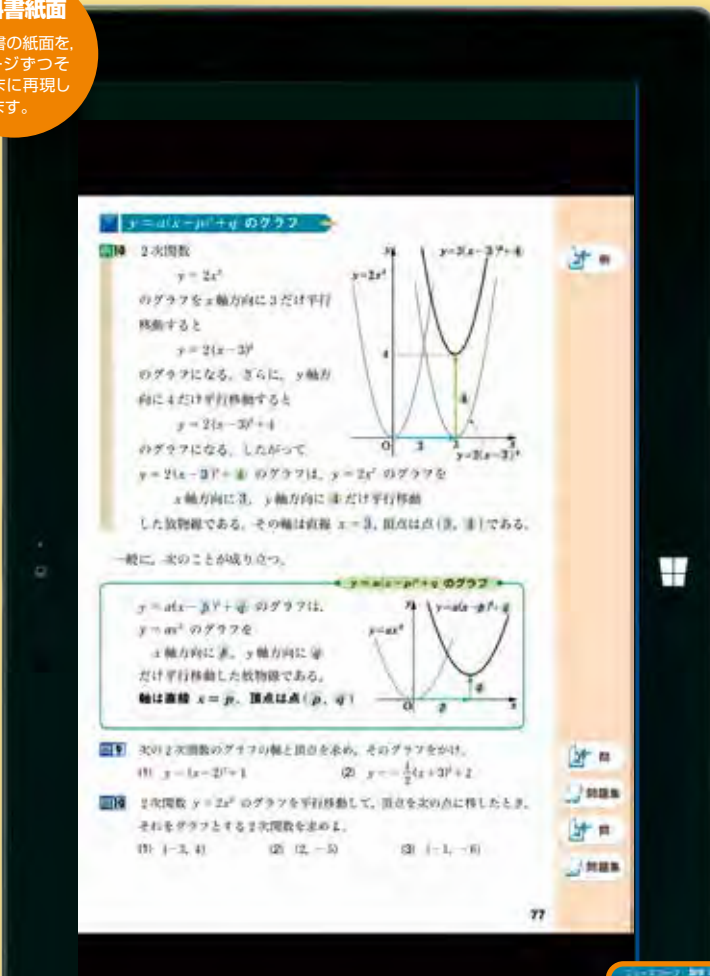 書紙面
書の紙面を,
ージずつそ
まに再現し
ます。
y=a(x-p)²+q のグラフ
例10 2次関数
y=2x²
のグラフをx軸方向に3だけ平行
移動すると
y=2(x-3)²
のグラフになる。さらに, y軸方
向に4だけ平行移動すると
y=2(x-3)²+4
のグラフになる。したがって
y=2(x-3)²+4 のグラフは, y=2x² のグラフを
x軸方向に3, y軸方向に4だけ平行移動
した放物線である。その軸は直線 x=3, 頂点は点(3, 4)である。
y
y=2(x-3)²+4
y=2x²
4
4
O
3
3
x
y=2(x-3)²
例
一般に, 次のことが成り立つ。
y=a(x-p)²+q のグラフ
y=a(x-p)²+q のグラフは,
y=ax² のグラフを
x軸方向に p, y軸方向に q
だけ平行移動した放物線である。
軸は直線 x=p, 頂点は点(p, q)
y
y=a(x-p)²+q
y=ax²
q
O
p
x
問9 次の2次関数のグラフの軸と頂点を求め, そのグラフをかけ。
(1) y=(x-2)²+1 (2) y=-1/2(x+3)²+2
問10 2次関数 y=2x² のグラフを平行移動して, 頂点を次の点に移したとき,
それをグラフとする2次関数を求めよ。
(1) (-3, 4) (2) (2, -5) (3) (-1, -6)
問
問題集
問
問題集
77